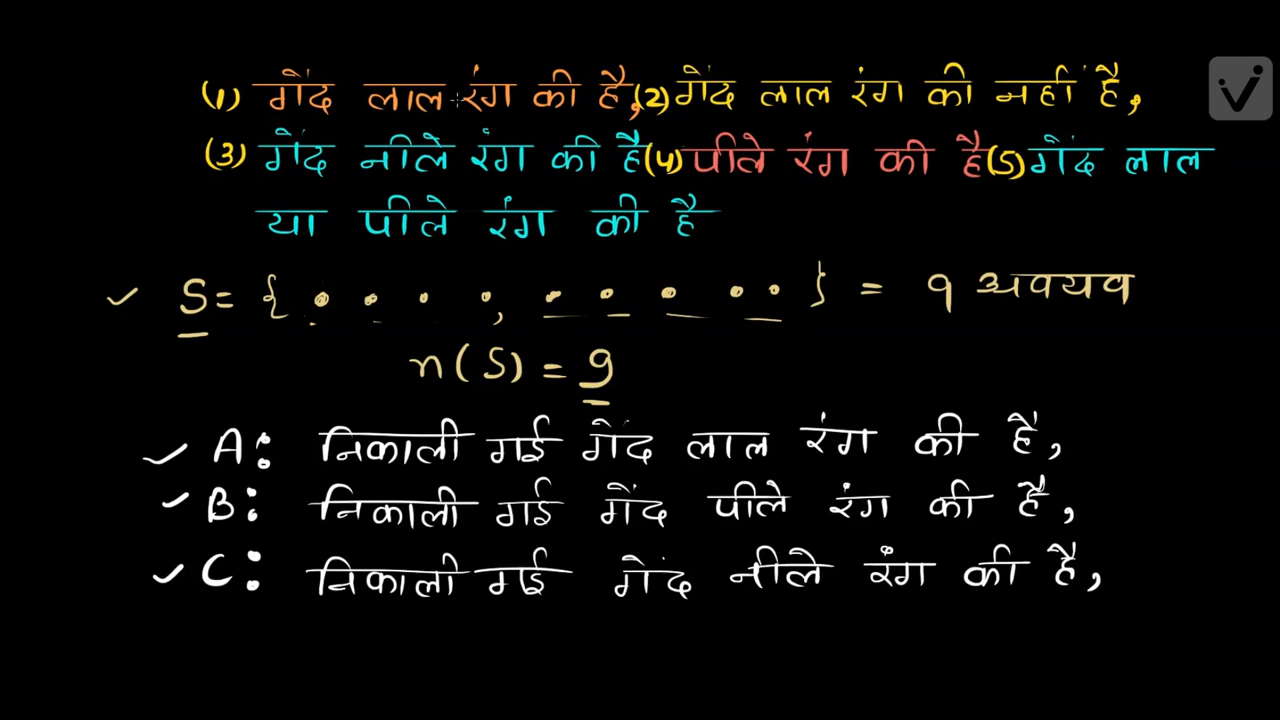 (1) गेंद लाल रंग की है, (2) गेंद लाल रंग की नहीं है,
(3) गेंद नीले रंग की है (4) पीले रंग की है (5) गेंद लाल
या पीले रंग की है
S = { . . . . , . . . . . } = 9 अवयव
n(S) = 9
A: निकाली गई गेंद लाल रंग की है,
B: निकाली गई गेंद पीले रंग की है,
C: निकाली गई गेंद नीले रंग की है,